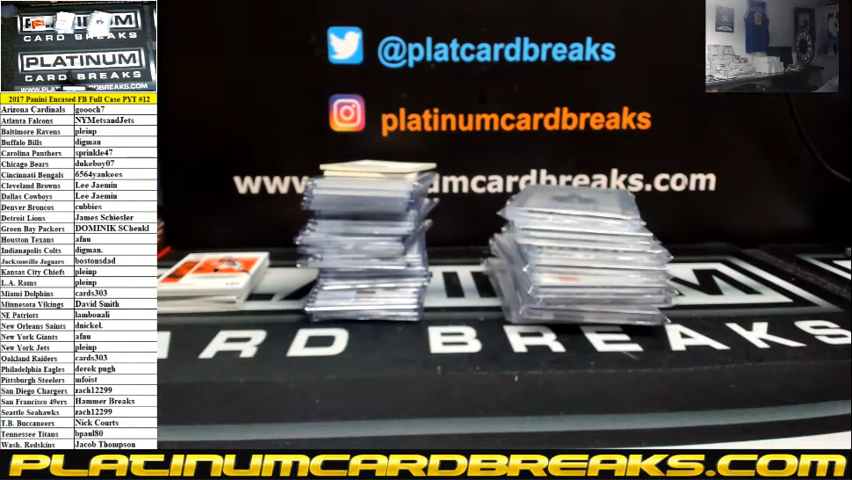 PLATINUM
CARD BREAKS
PLATINUM
CARD BREAKS
2017 Panini Encased FB Full Case PYT #12
Arizona Cardinals goooch7
Atlanta Falcons NYMetsandJets
Baltimore Ravens pleinp
Buffalo Bills digman
Carolina Panthers sprinkle47
Chicago Bears dukeboy07
Cincinnati Bengals 6564yankees
Cleveland Browns Lee Jaemin
Dallas Cowboys Lee Jaemin
Denver Broncos cubbies
Detroit Lions James Schiesler
Green Bay Packers DOMINIK SChenkl
Houston Texans afnu
Indianapolis Colts digman.
Jacksonville Jaguars bostonsdad
Kansas City Chiefs pleinp
L.A. Rams pleinp
Miami Dolphins cards303
Minnesota Vikings David Smith
NE Patriots lambonali
New Orleans Saints dnickel.
New York Giants afnu
New York Jets pleinp
Oakland Raiders cards303
Philadelphia Eagles derek pugh
Pittsburgh Steelers mfoist
San Diego Chargers zach12299
San Francisco 49ers Hammer Breaks
Seattle Seahawks zach12299
T.B. Buccaneers Nick Courts
Tennessee Titans bpaul80
Wash. Redskins Jacob Thompson
@platcardbreaks
platinumcardbreaks
umcardbreaks.com
ARD BREAKS
PLATINUMCARDBREAKS.COM